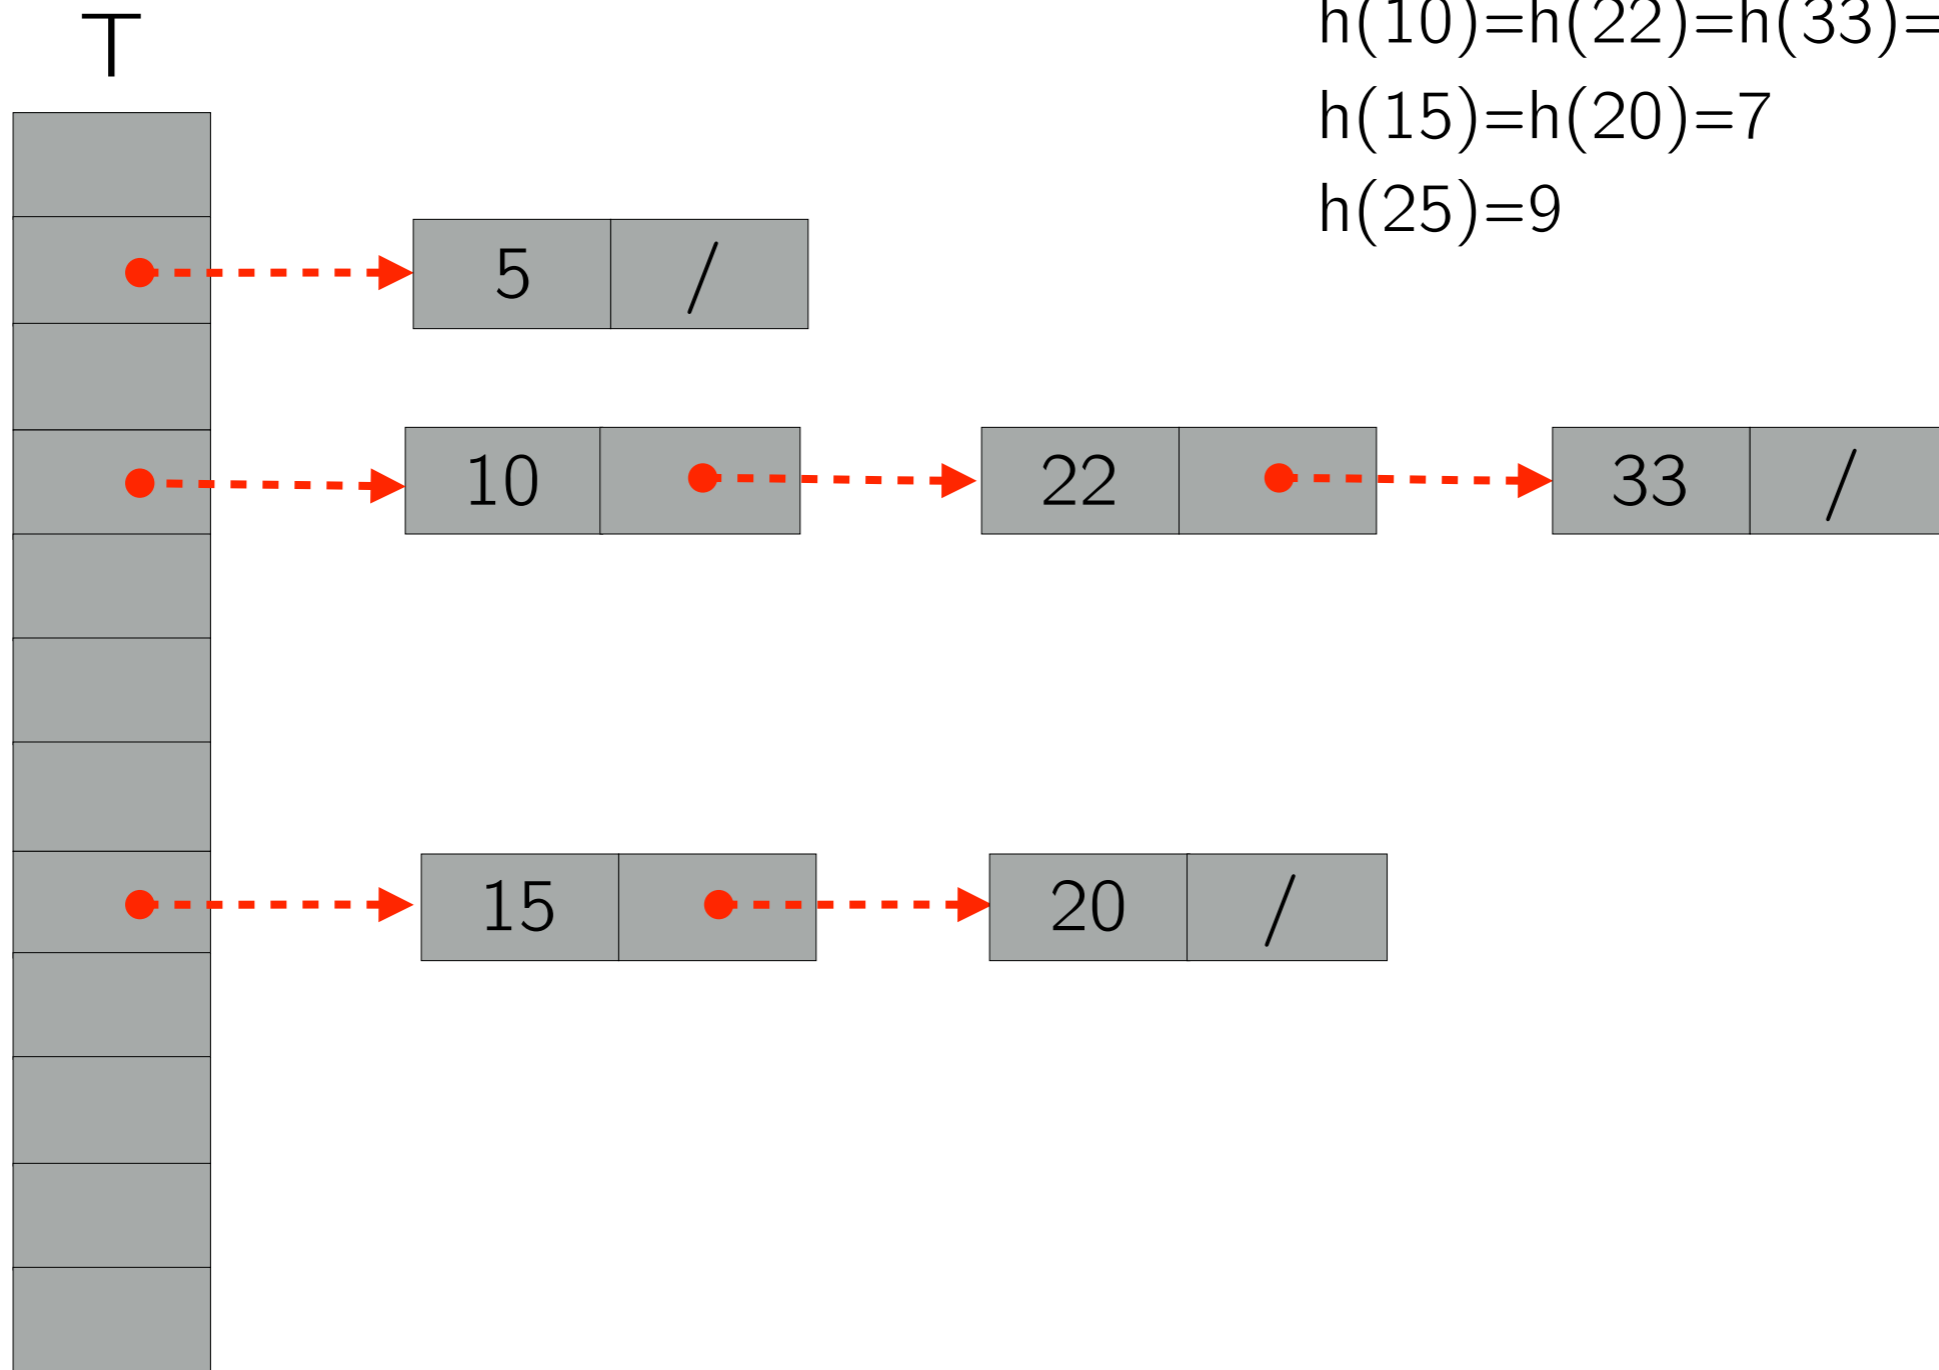 T
h(10)=h(22)=h(33)=
h(15)=h(20)=7
h(25)=9
5 /
10 22 33 /
15 20 /